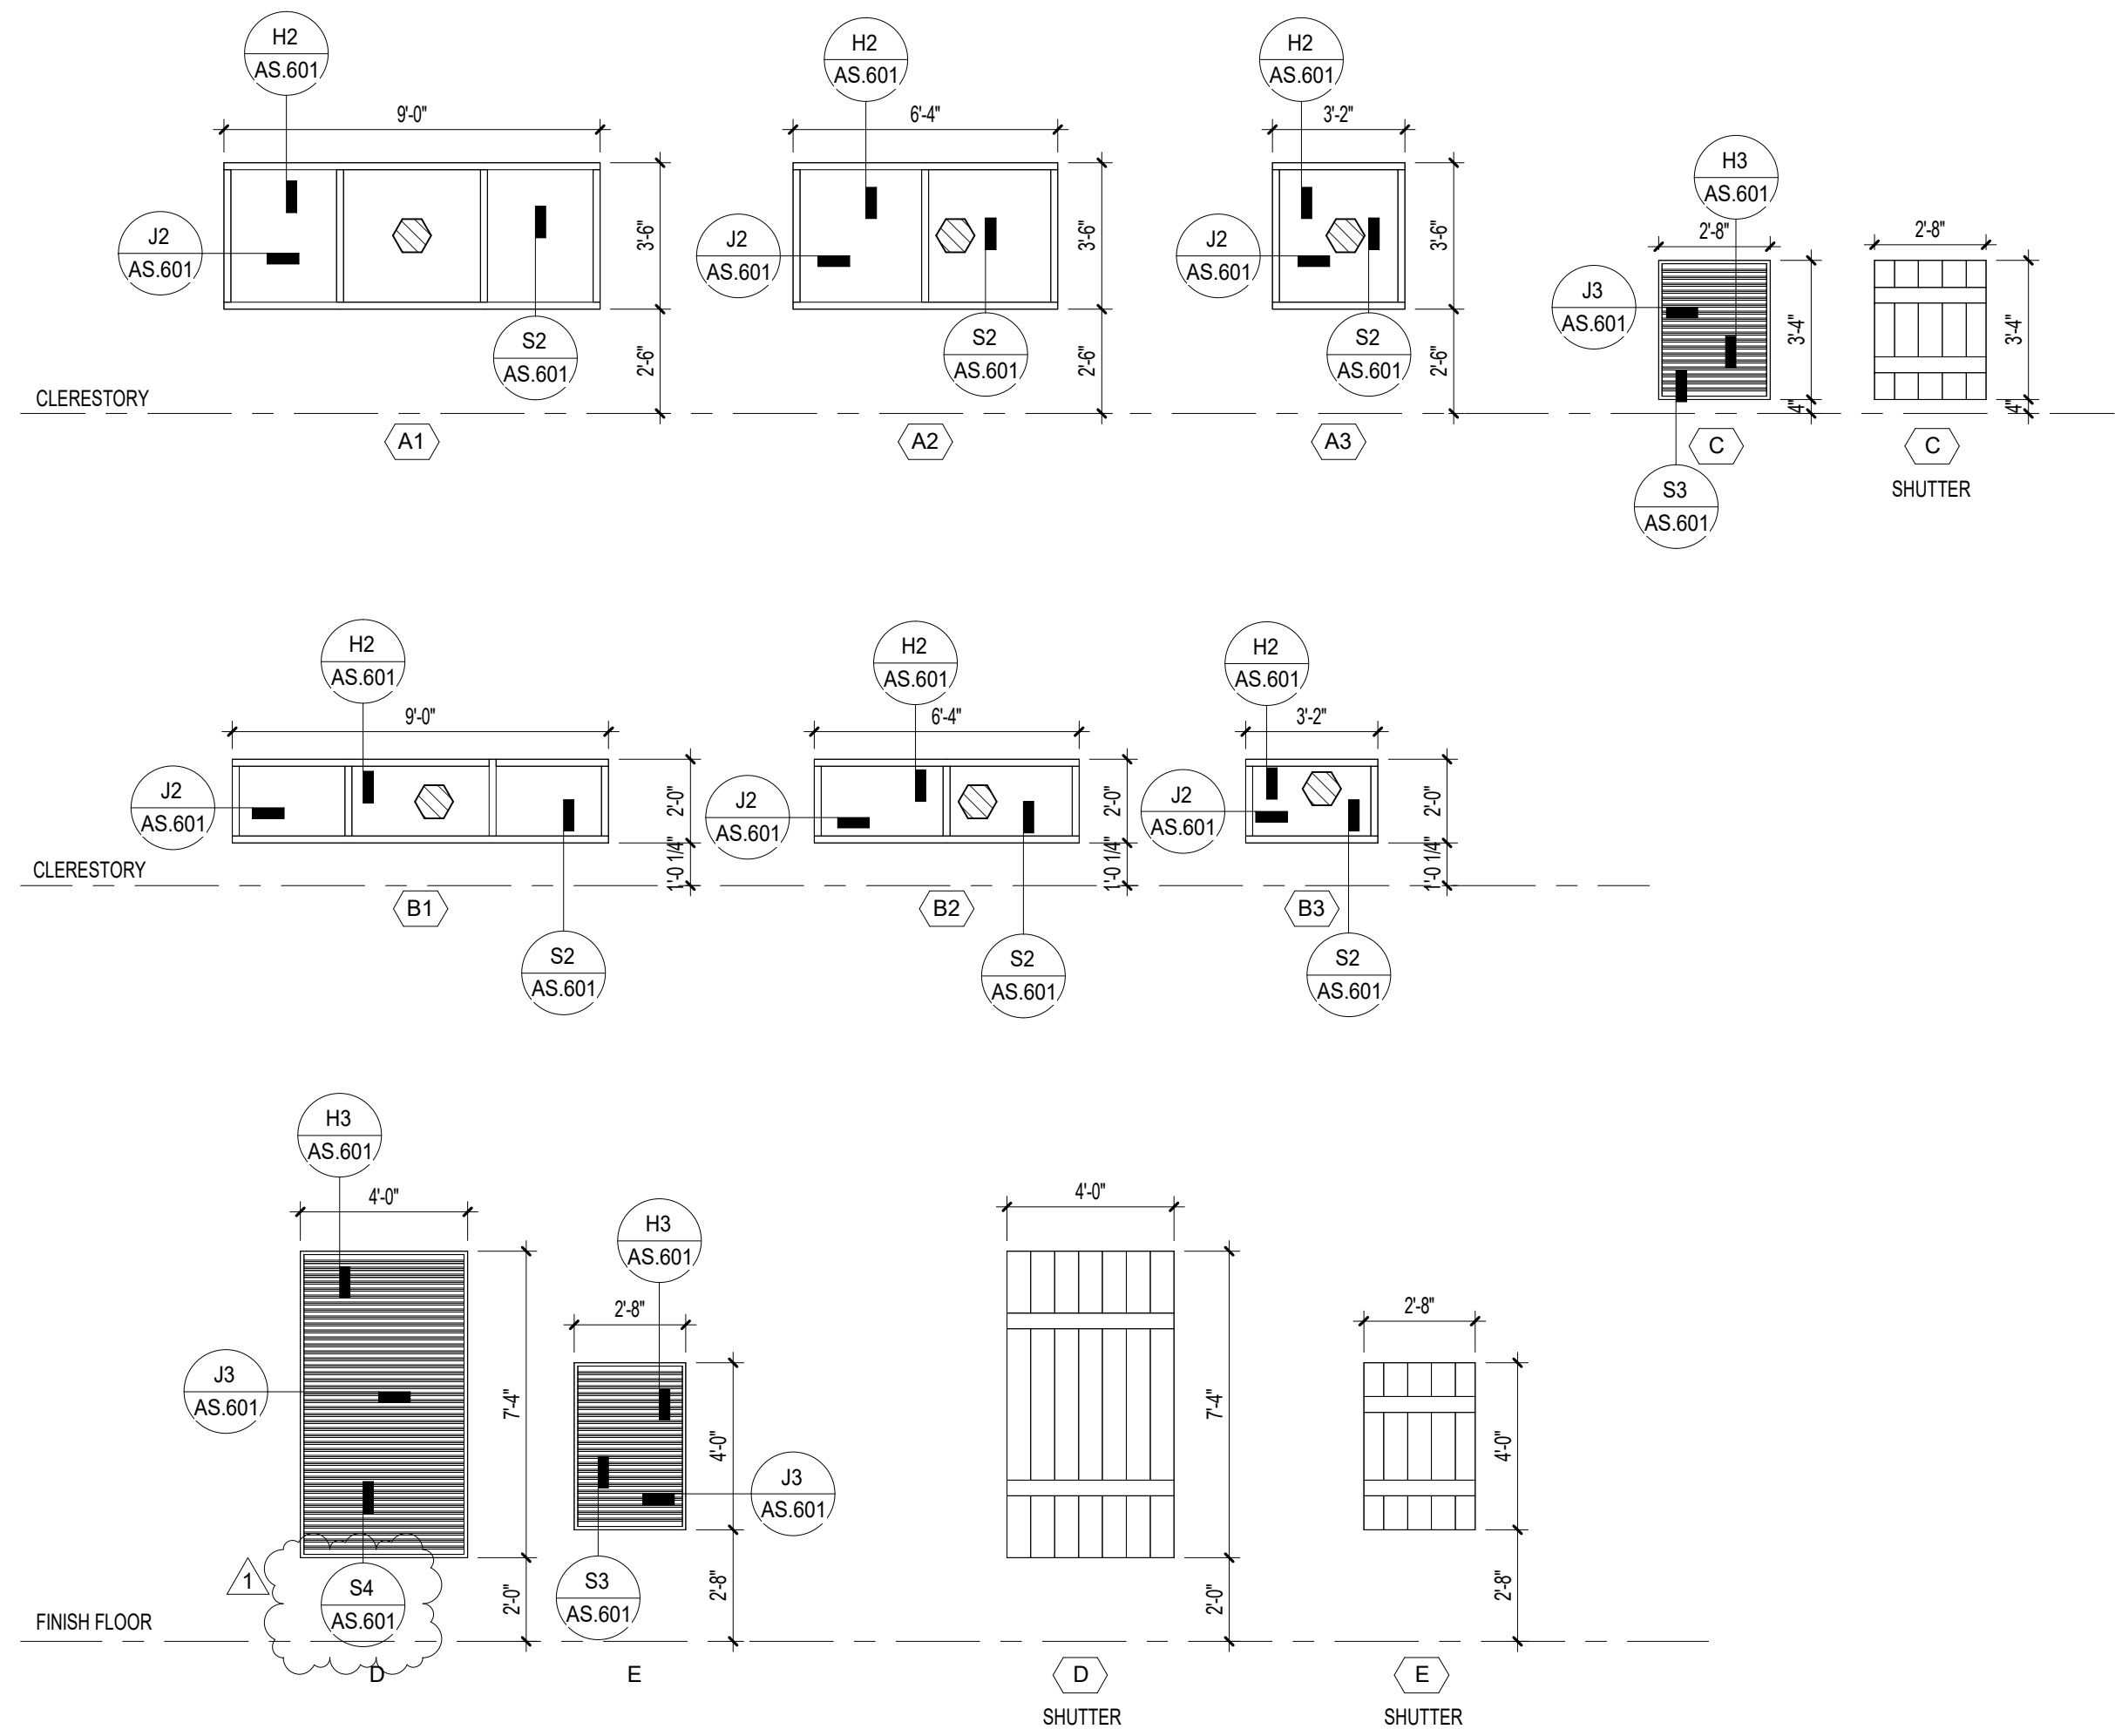 H2
AS.601
9'-0"
J2
AS.601
3'-6"
S2
AS.601
2'-6"
H2
AS.601
6'-4"
J2
AS.601
3'-6"
S2
AS.601
2'-6"
H2
AS.601
3'-2"
J2
AS.601
3'-6"
S2
AS.601
2'-6"
H3
AS.601
2'-8"
J3
AS.601
3'-4"
4"
S3
AS.601
2'-8"
3'-4"
4"
CLERESTORY
A1
A2
A3
C
C
SHUTTER
H2
AS.601
9'-0"
J2
AS.601
2'-0"
1'-0 1/4"
S2
AS.601
H2
AS.601
6'-4"
J2
AS.601
2'-0"
1'-0 1/4"
S2
AS.601
H2
AS.601
3'-2"
J2
AS.601
2'-0"
1'-0 1/4"
S2
AS.601
CLERESTORY
B1
B2
B3
H3
AS.601
4'-0"
J3
AS.601
7'-4"
1
S4
AS.601
2'-0"
H3
AS.601
2'-8"
4'-0"
J3
AS.601
S3
AS.601
2'-8"
4'-0"
7'-4"
2'-0"
2'-8"
4'-0"
2'-8"
FINISH FLOOR
D
E
D
SHUTTER
E
SHUTTER